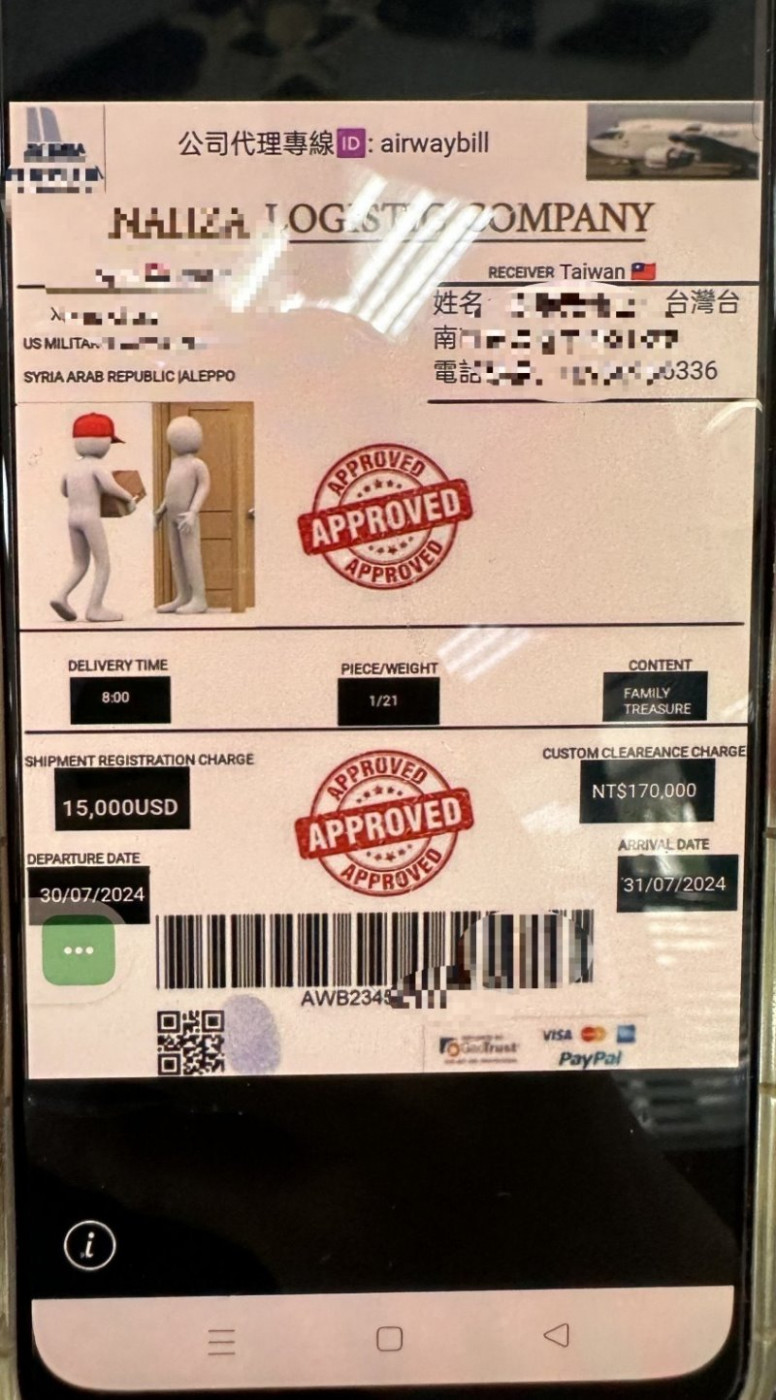 公司代理專線🆔: airwaybill
LOGISTIC COMPANY
RECEIVER Taiwan 🇹🇼
姓名 台灣台
南
US
電話 6336
SYRIA ARAB REPUBLIC |ALEPPO
APPROVED
APPROVED
APPROVED
DELIVERY TIME
8:00
PIECE/WEIGHT
1/21
CONTENT
FAMILY
TREASURE
SHIPMENT REGISTRATION CHARGE
15,000USD
CUSTOM CLEAREANCE CHARGE
NT$170,000
APPROVED
APPROVED
APPROVED
DEPARTURE DATE
30/07/2024
ARRIVAL DATE
31/07/2024
AWB2345
GeoTrust
VISA
PayPal